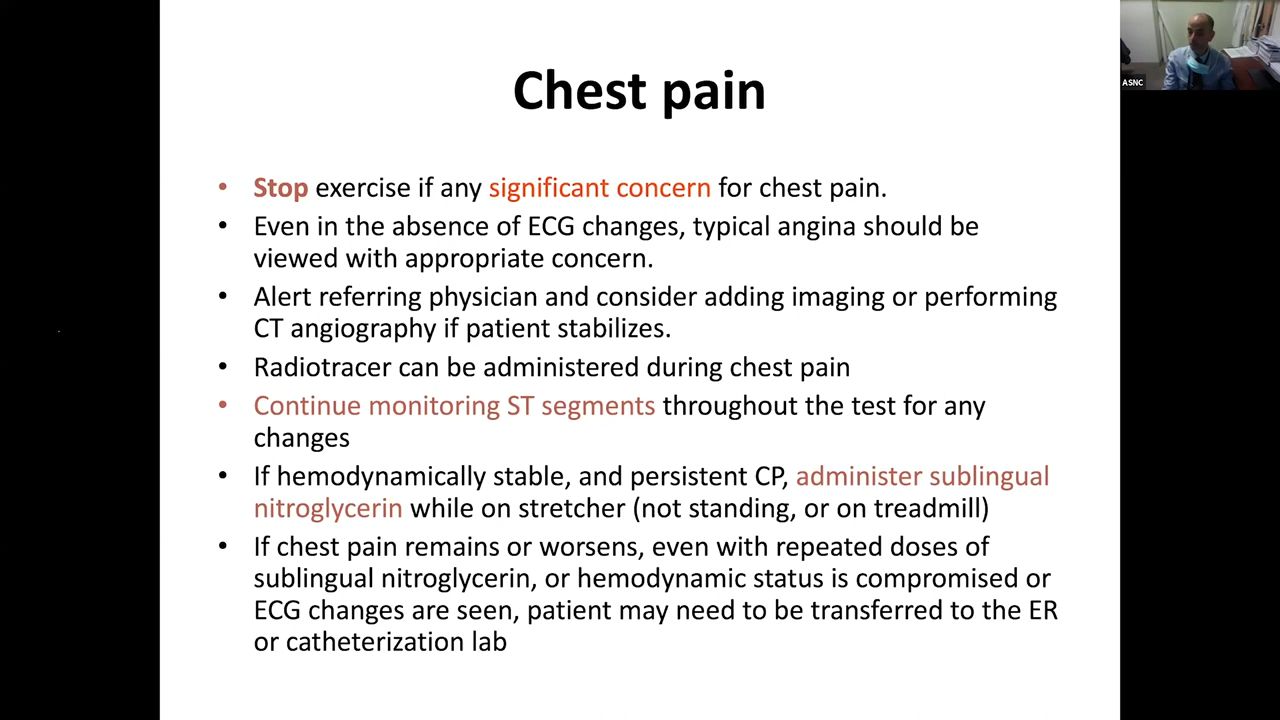 Chest pain
• Stop exercise if any significant concern for chest pain.
• Even in the absence of ECG changes, typical angina should be
viewed with appropriate concern.
• Alert referring physician and consider adding imaging or performing
CT angiography if patient stabilizes.
• Radiotracer can be administered during chest pain
• Continue monitoring ST segments throughout the test for any
changes
• If hemodynamically stable, and persistent CP, administer sublingual
nitroglycerin while on stretcher (not standing, or on treadmill)
• If chest pain remains or worsens, even with repeated doses of
sublingual nitroglycerin, or hemodynamic status is compromised or
ECG changes are seen, patient may need to be transferred to the ER
or catheterization lab
ASNC